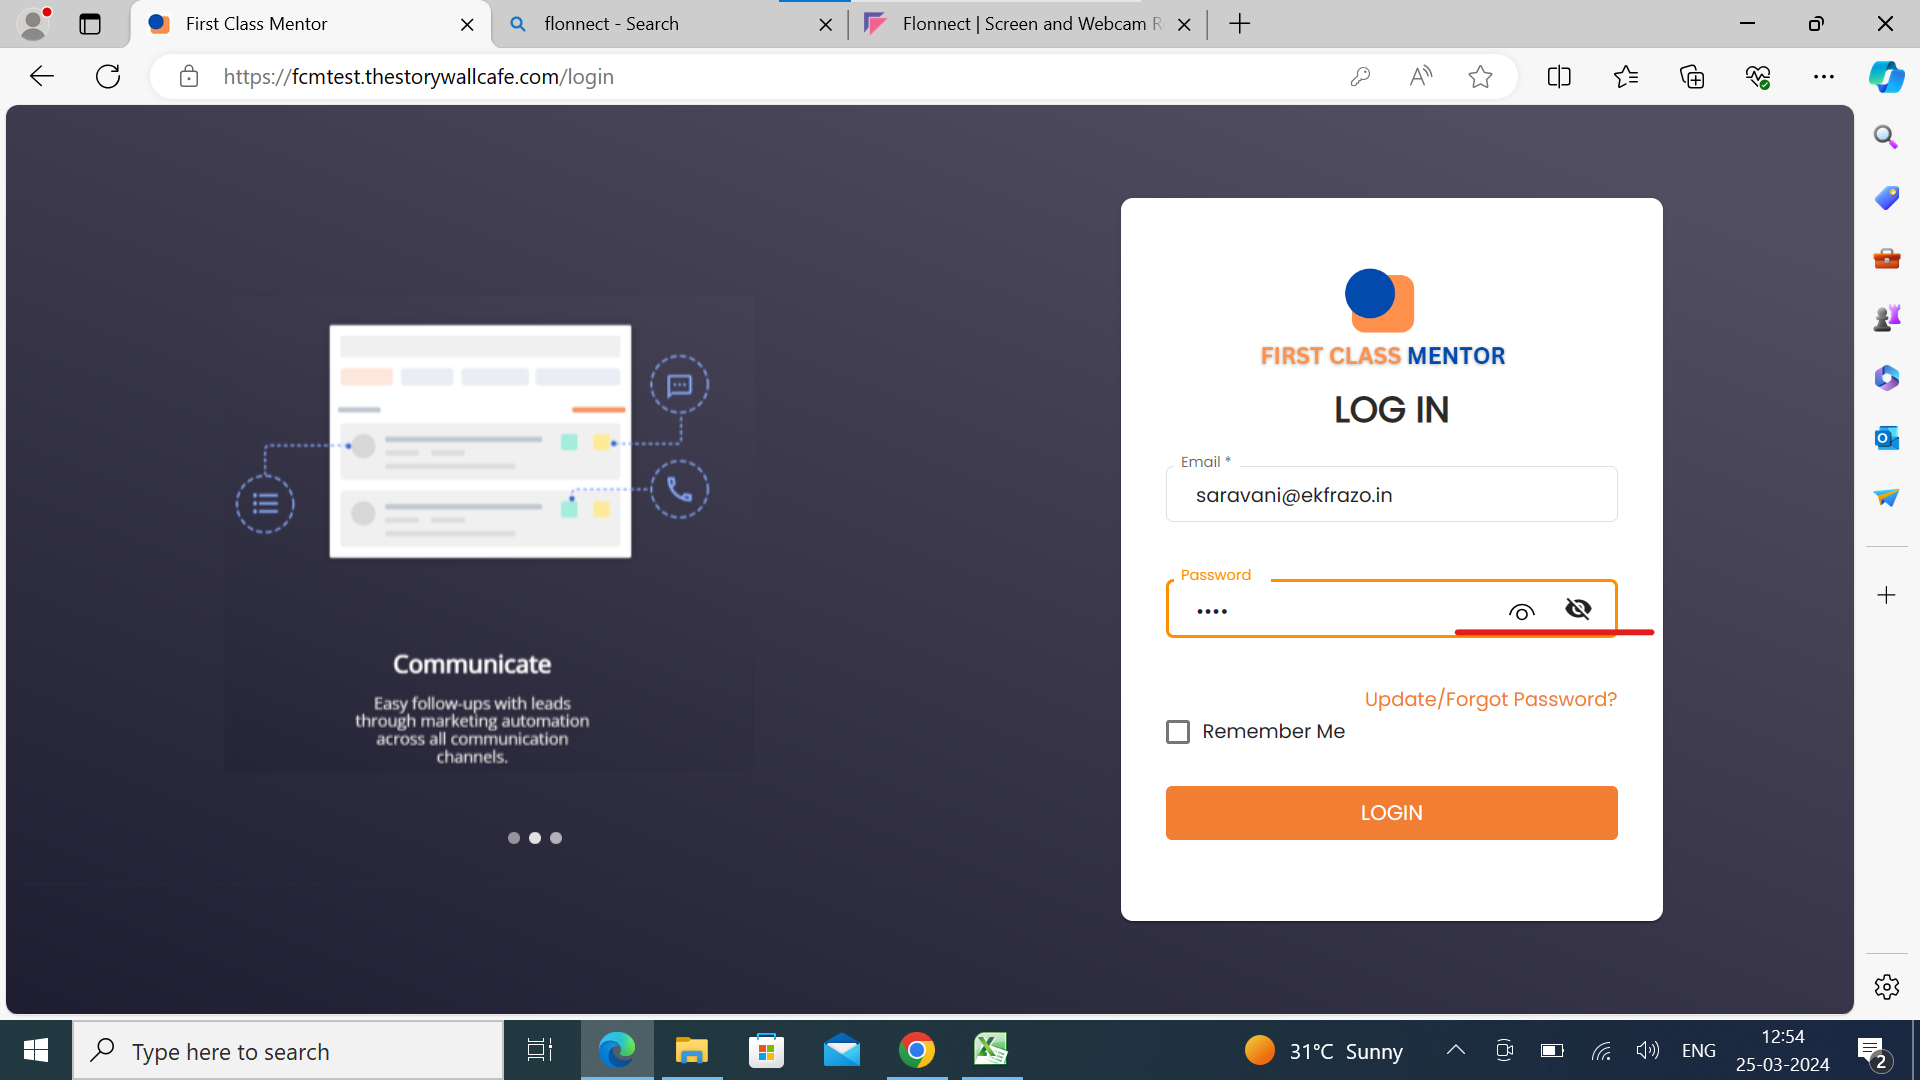 First Class Mentor
flonnect - Search
Flonnect | Screen and Webcam R
https://fcmtest.thestorywallcafe.com/login
FIRST CLASS MENTOR
LOG IN
Email *
saravani@ekfrazo.in
Password
••••
Update/Forgot Password?
Remember Me
LOGIN
Communicate
Easy follow-ups with leads
through marketing automation
across all communication
channels.
Type here to search
31°C Sunny
ENG
12:54
25-03-2024
2